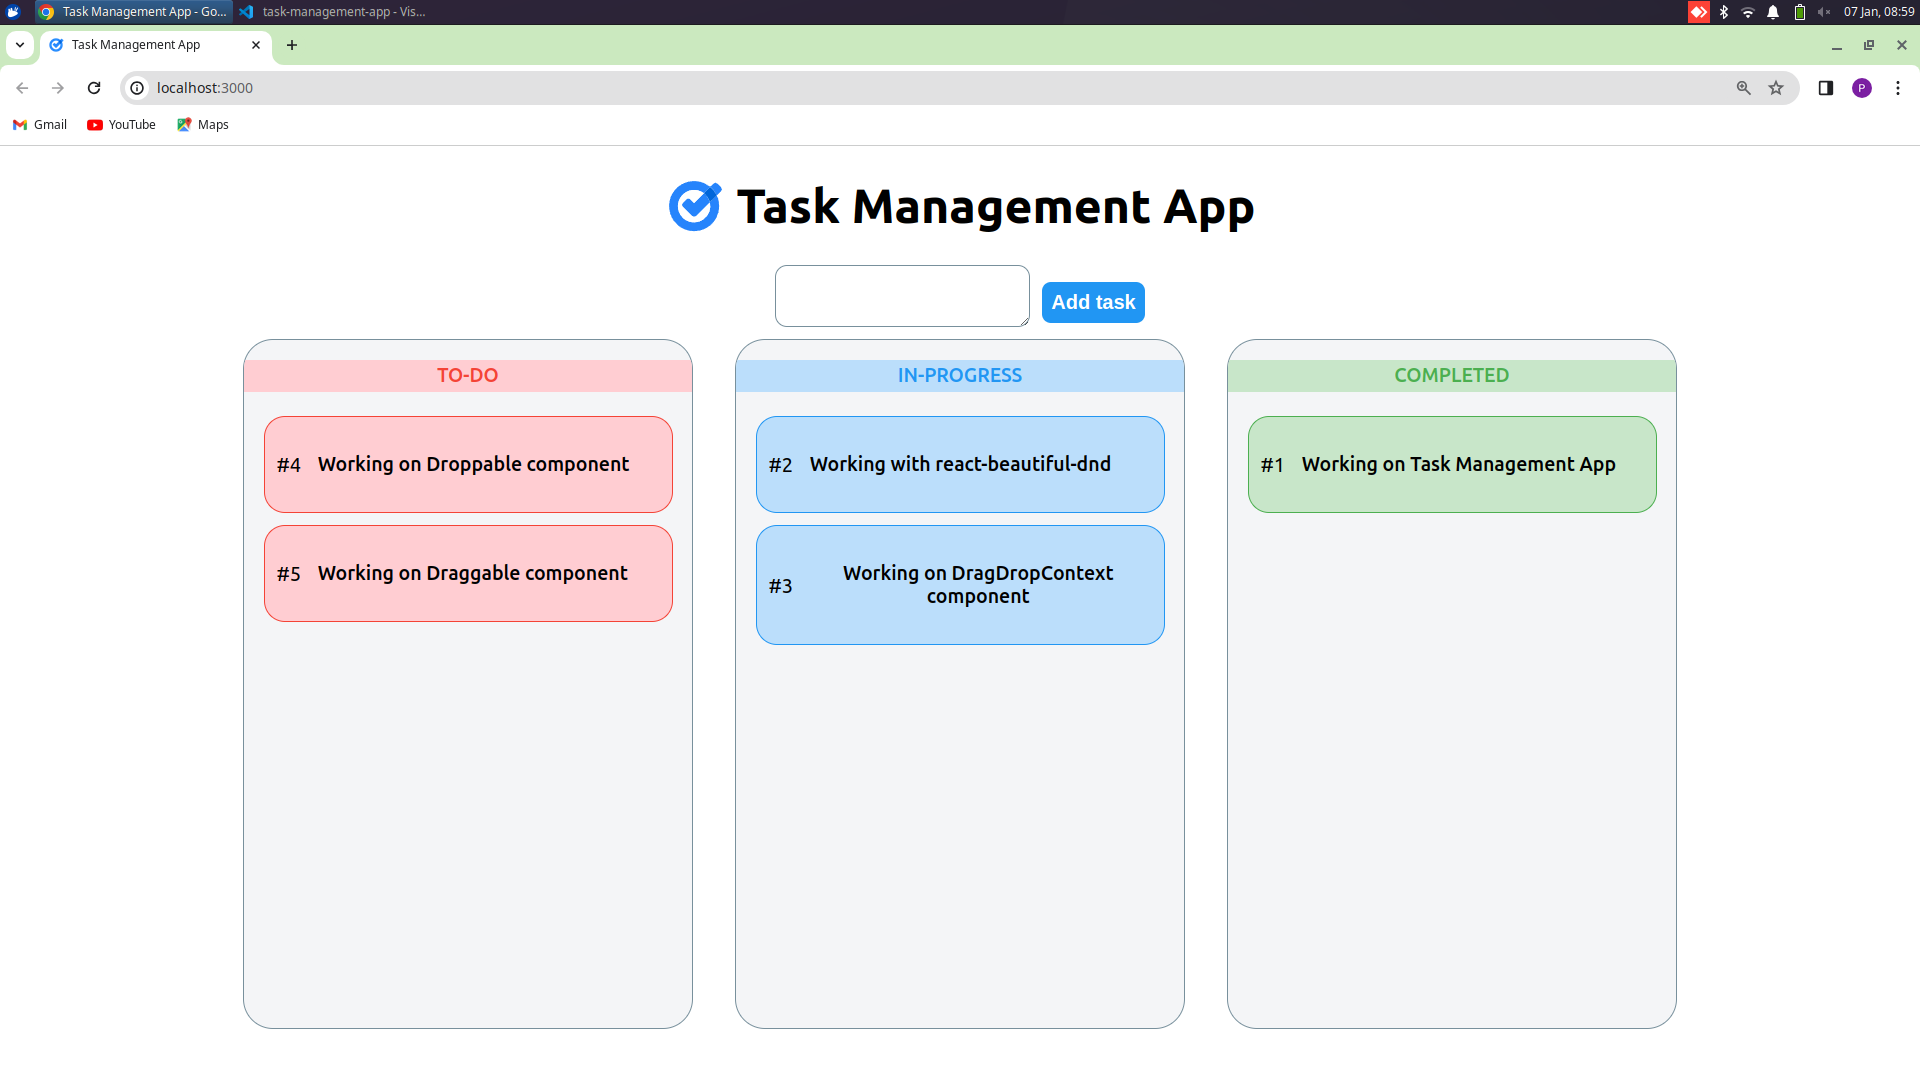 Task Management App - Go...
task-management-app - Vis...
07 Jan, 08:59
Task Management App
localhost:3000
P
Gmail
YouTube
Maps
Task Management App
Add task
TO-DO
#4 Working on Droppable component
#5 Working on Draggable component
IN-PROGRESS
#2 Working with react-beautiful-dnd
#3 Working on DragDropContext
component
COMPLETED
#1 Working on Task Management App